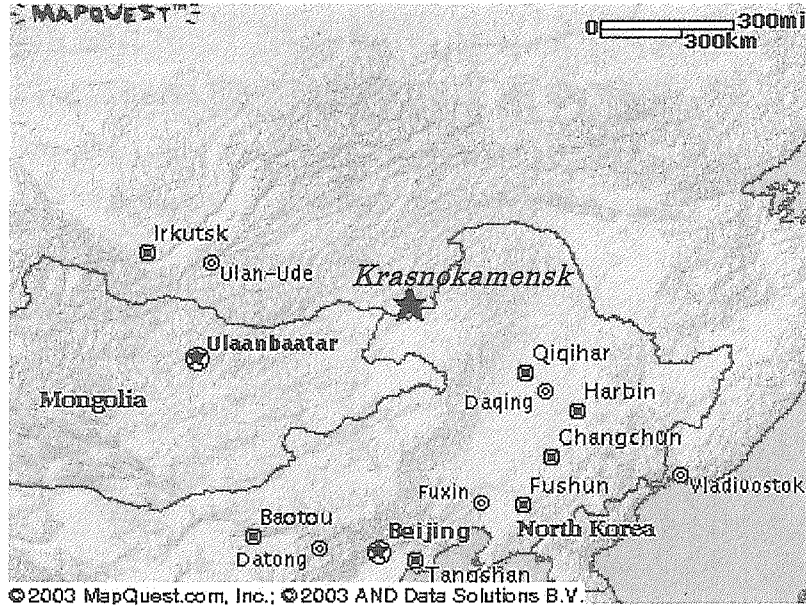 MAPQUEST™
0 300mi
300km
Irkutsk
Ulan-Ude
Krasnokamensk
Ulaanbaatar
Mongolia
Qiqihar
Daqing
Harbin
Changchun
Fuxin
Fushun
Vladivostok
North Korea
Baotou
Datong
Beijing
Tangshan
©2003 MapQuest.com, Inc.; ©2003 AND Data Solutions B.V.